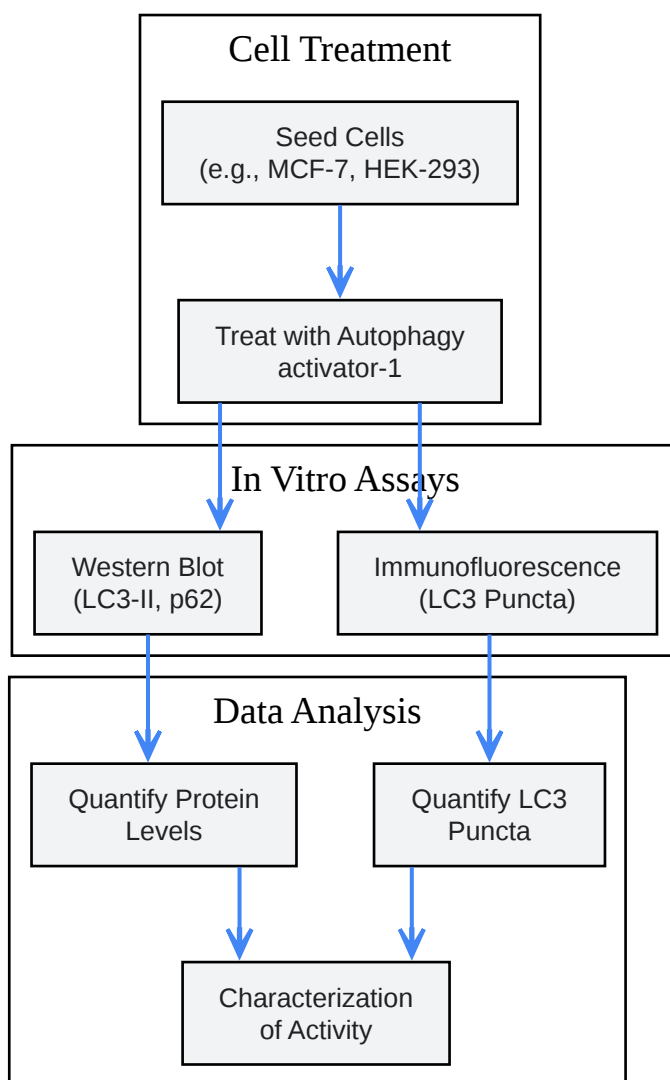 Cell Treatment
Seed Cells
(e.g., MCF-7, HEK-293)
Treat with Autophagy
activator-1
In Vitro Assays
Western Blot
(LC3-II, p62)
Immunofluorescence
(LC3 Puncta)
Data Analysis
Quantify Protein
Levels
Quantify LC3
Puncta
Characterization
of Activity